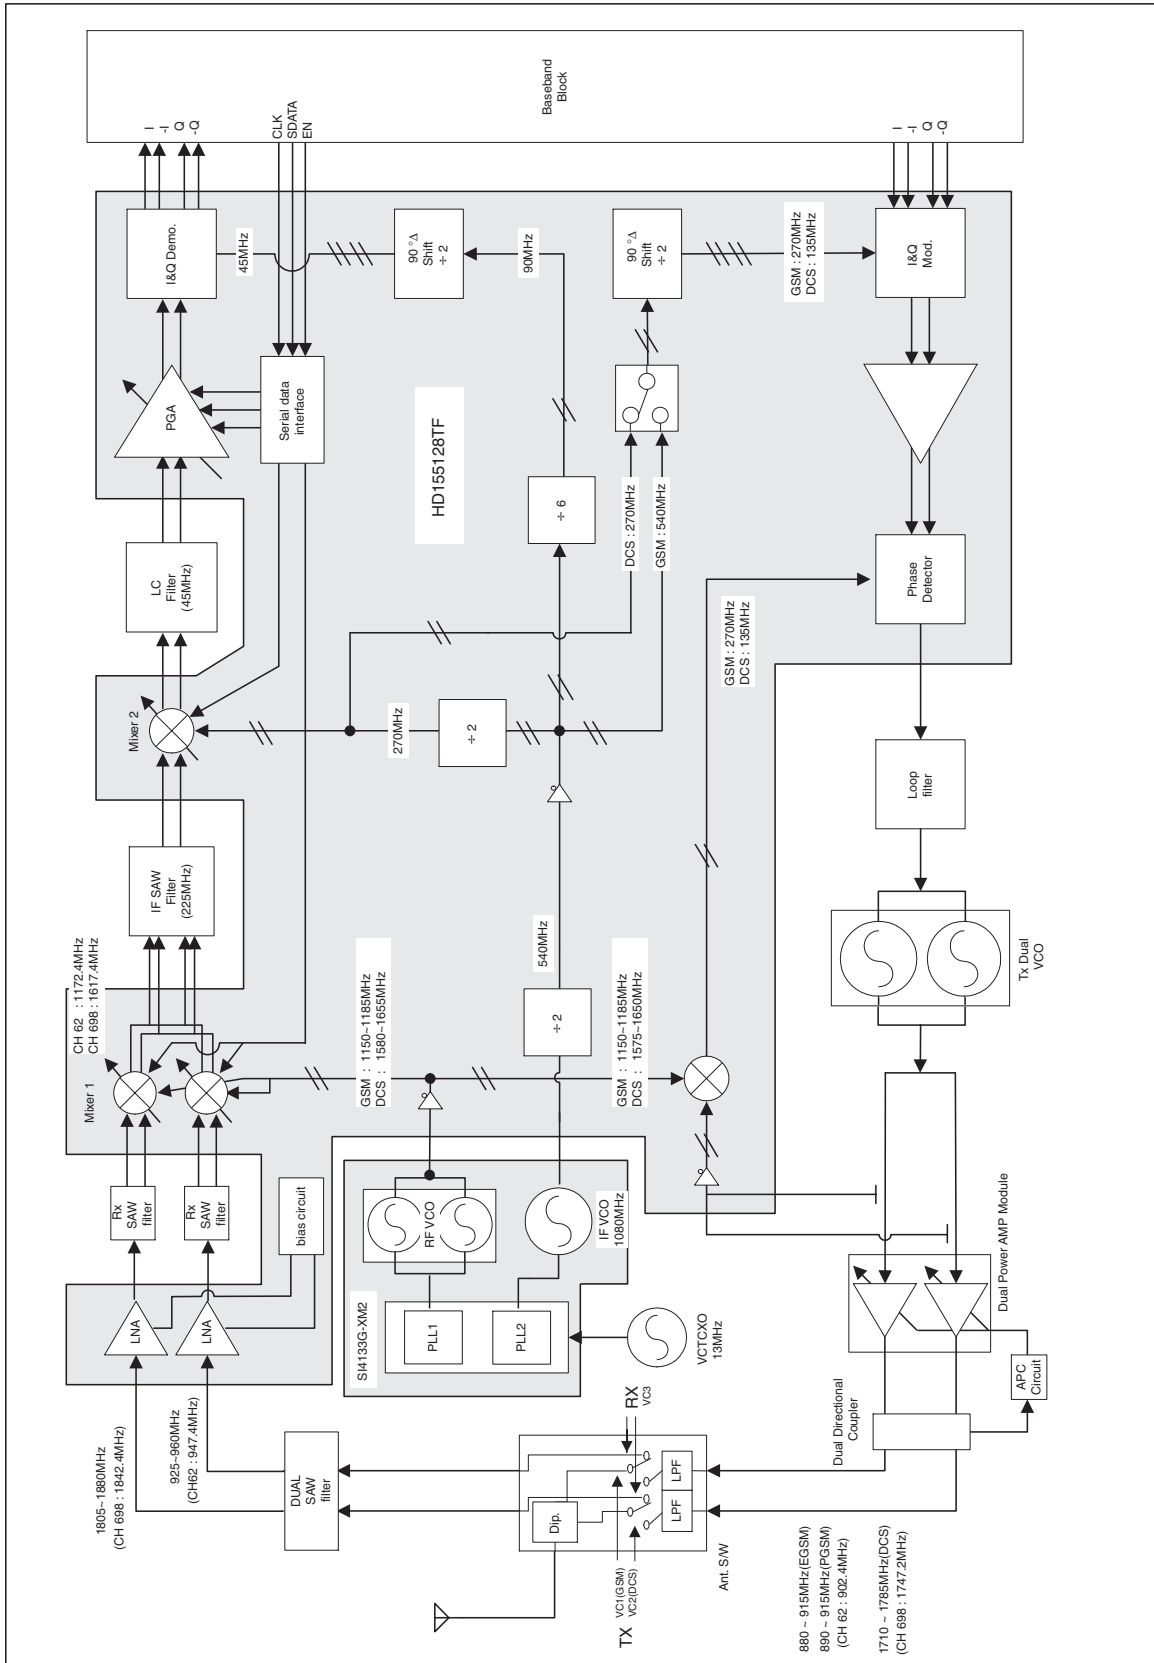 Baseband
Block
I
-I
Q
-Q
CLK
SDATA
EN
I
-I
Q
-Q
I&Q Demo.
45MHz
90 °Δ
Shift
÷ 2
90MHz
90 °Δ
Shift
÷ 2
GSM : 270MHz
DCS : 135MHz
I&Q
Mod.
PGA
Serial data
interface
HD155128TF
÷ 6
DCS : 270MHz
GSM : 540MHz
LC
Filter
(45MHz)
Phase
Detector
GSM : 270MHz
DCS : 135MHz
Mixer 2
270MHz
÷ 2
Loop
filter
IF SAW
Filter
(225MHz)
540MHz
÷ 2
Tx Dual
VCO
CH 62 : 1172.4MHz
CH 698 : 1617.4MHz
Mixer 1
GSM : 1150~1185MHz
DCS : 1580~1655MHz
GSM : 1150~1185MHz
DCS : 1575~1650MHz
Rx
SAW
filter
Rx
SAW
filter
bias circuit
RF VCO
IF VCO
1080MHz
LNA
LNA
SI4133G-XM2
PLL1
PLL2
VCTCXO
13MHz
Dual Power AMP Module
APC
Circuit
Dual Directional
Coupler
1805~1880MHz
(CH 698 : 1842.4MHz)
925~960MHz
(CH62 : 947.4MHz)
DUAL
SAW
filter
RX
VC3
Dip.
LPF
LPF
Ant. S/W
TX
VC1(GSM)
VC2(DCS)
880 ~ 915MHz(EGSM)
890 ~ 915MHz(PGSM)
(CH 62 : 902.4MHz)
1710 ~ 1785MHz(DCS)
(CH 698 : 1747.2MHz)